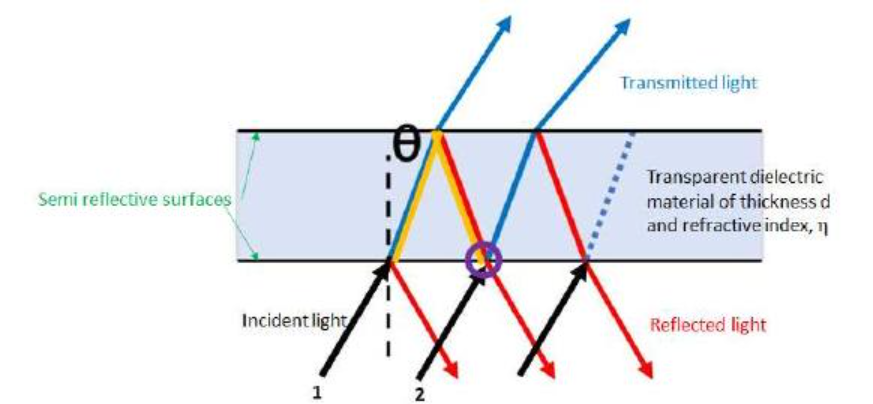 Transmitted light
θ
Transparent dielectric
material of thickness d
and refractive index, η
Semi reflective surfaces
Incident light
Reflected light
1
2